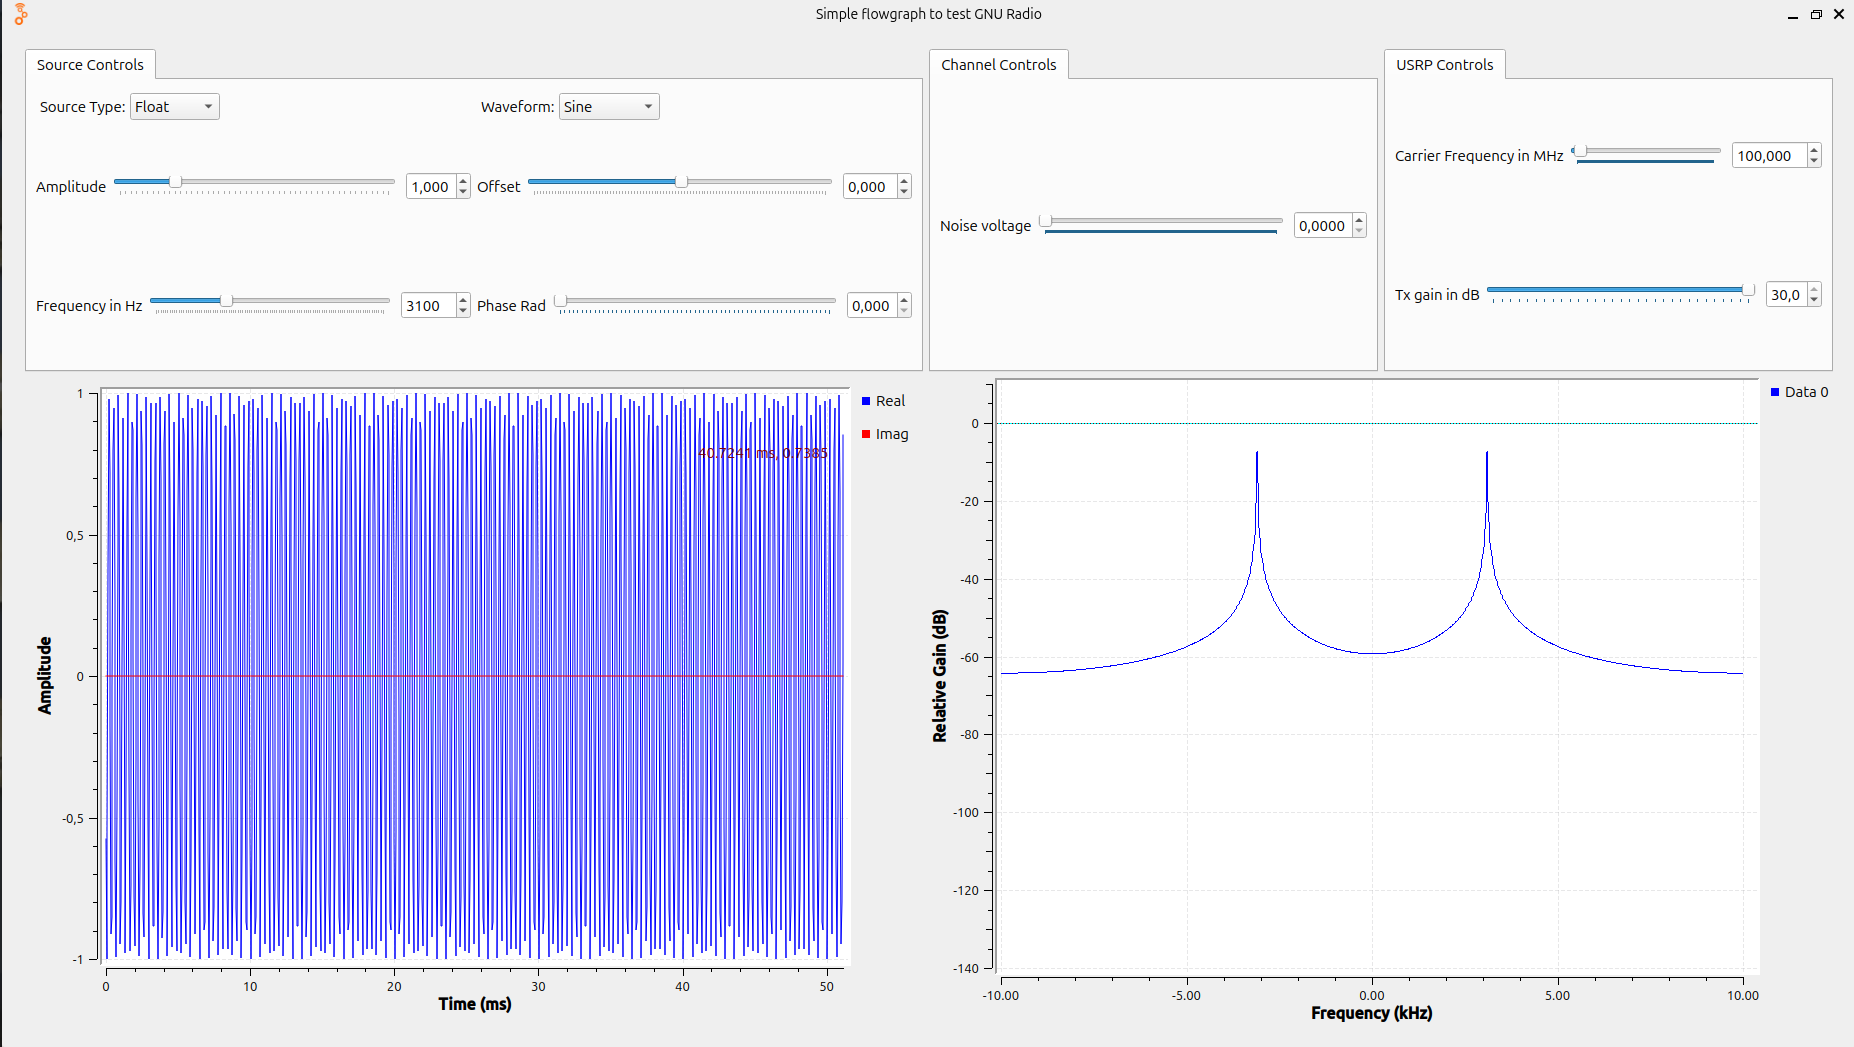 Simple flowgraph to test GNU Radio
Source Controls
Channel Controls
USRP Controls
Source Type: Float
Waveform: Sine
Amplitude 1,000
Offset 0,000
Frequency in Hz 3100
Phase Rad 0,000
Noise voltage 0,0000
Carrier Frequency in MHz 100,000
Tx gain in dB 30,0
1
0,5
0
-0,5
-1
Amplitude
0 10 20 30 40 50
Time (ms)
40.7241 ms, 0.7385
Real
Imag
0
-20
-40
-60
-80
-100
-120
-140
Relative Gain (dB)
-10.00 -5.00 0.00 5.00 10.00
Frequency (kHz)
Data 0